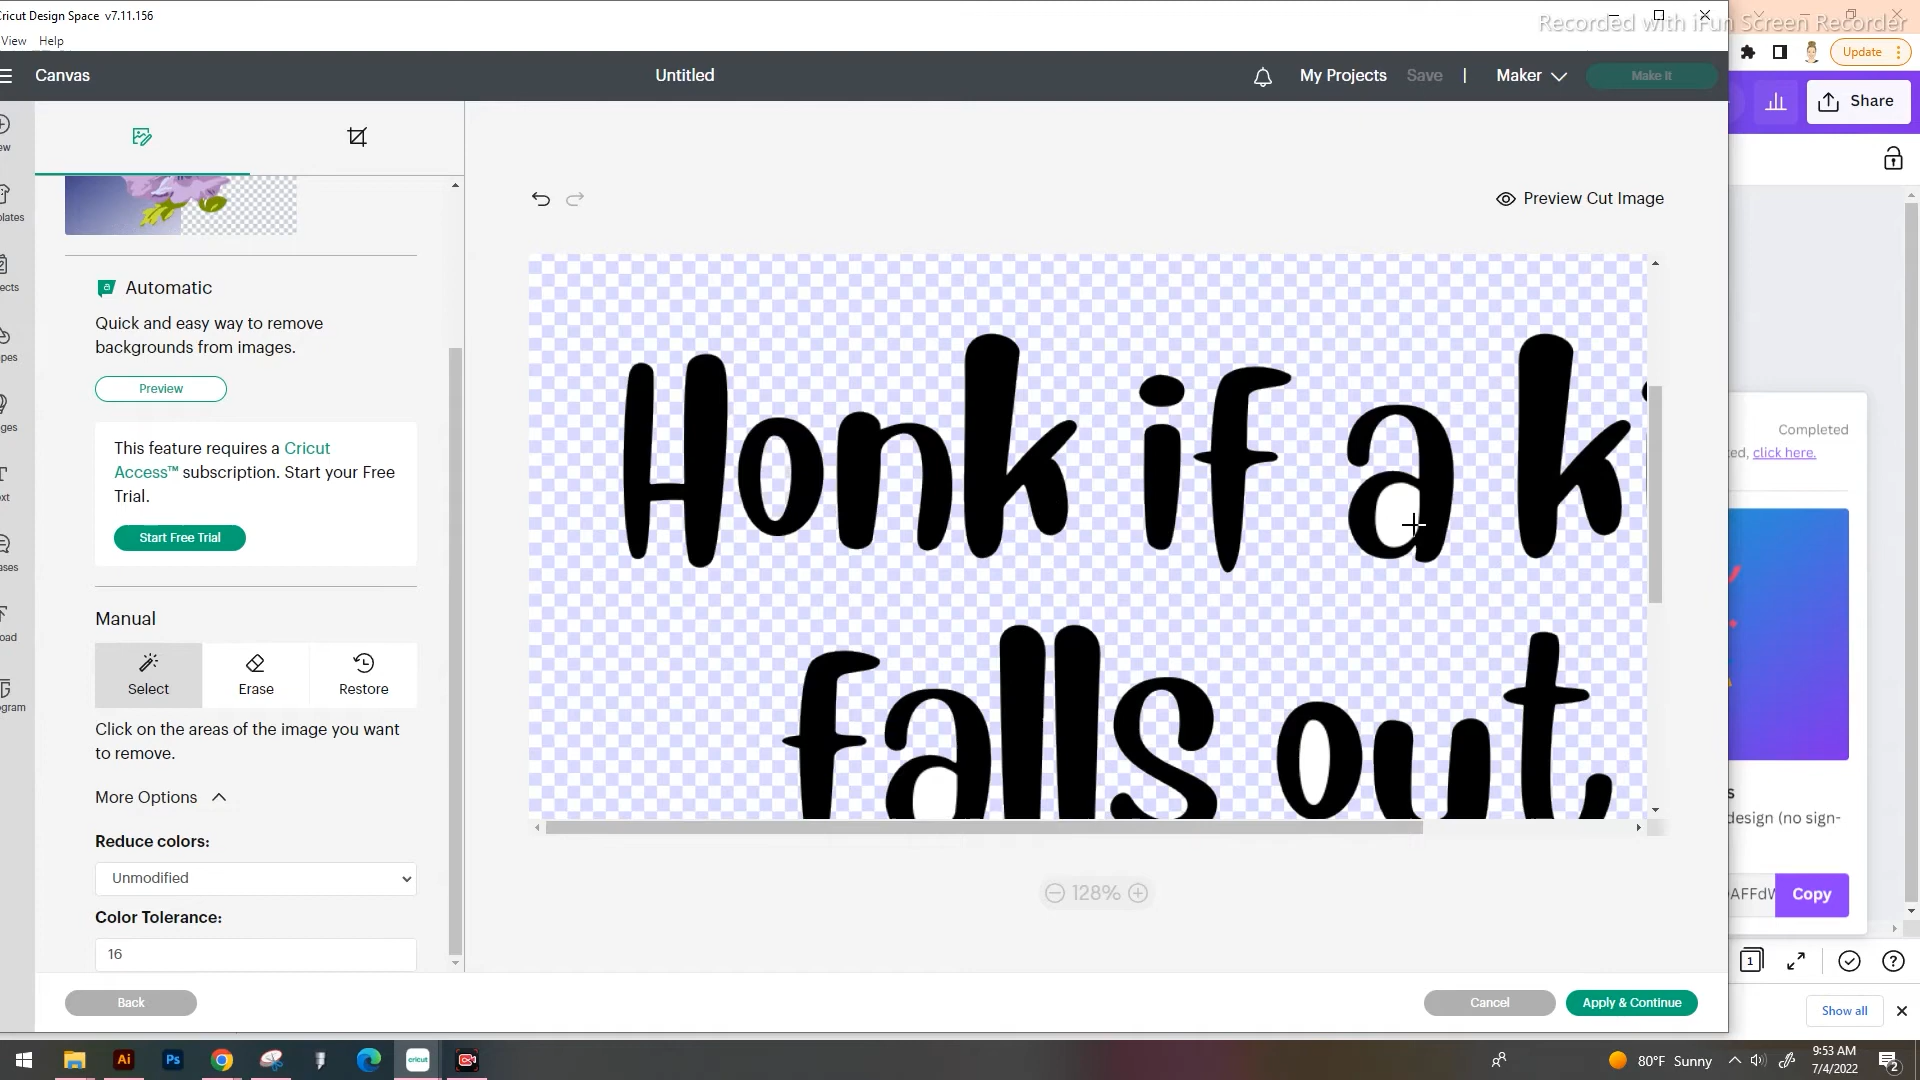 Cricut Design Space v7.11.156
Recorded with iFun Screen Recorder
View Help
Update
Canvas
Untitled
My Projects Save | Maker Make It
Share
Preview Cut Image
Automatic
Quick and easy way to remove
backgrounds from images.
Preview
This feature requires a Cricut
Access™ subscription. Start your Free
Trial.
Start Free Trial
Manual
Select Erase Restore
Click on the areas of the image you want
to remove.
More Options
Reduce colors:
Unmodified
Color Tolerance:
16
Honk if a k
falls out
128%
Back
Cancel Apply & Continue
Completed
click here.
design (no sign-
Copy
1
Show all
Ai Ps cricut
80°F Sunny
9:53 AM
7/4/2022
2